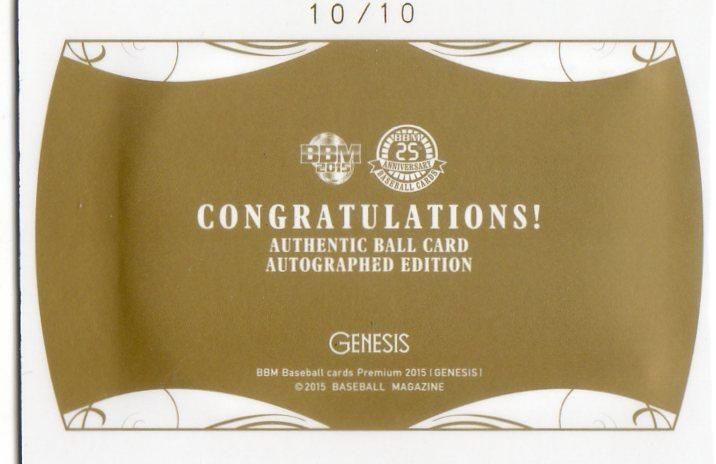 10/10
BBM
2015
BBM
25
ANNIVERSARY
BASEBALL CARDS
CONGRATULATIONS!
AUTHENTIC BALL CARD
AUTOGRAPHED EDITION
GENESIS
BBM Baseball cards Premium 2015 [GENESIS]
©2015 BASEBALL MAGAZINE